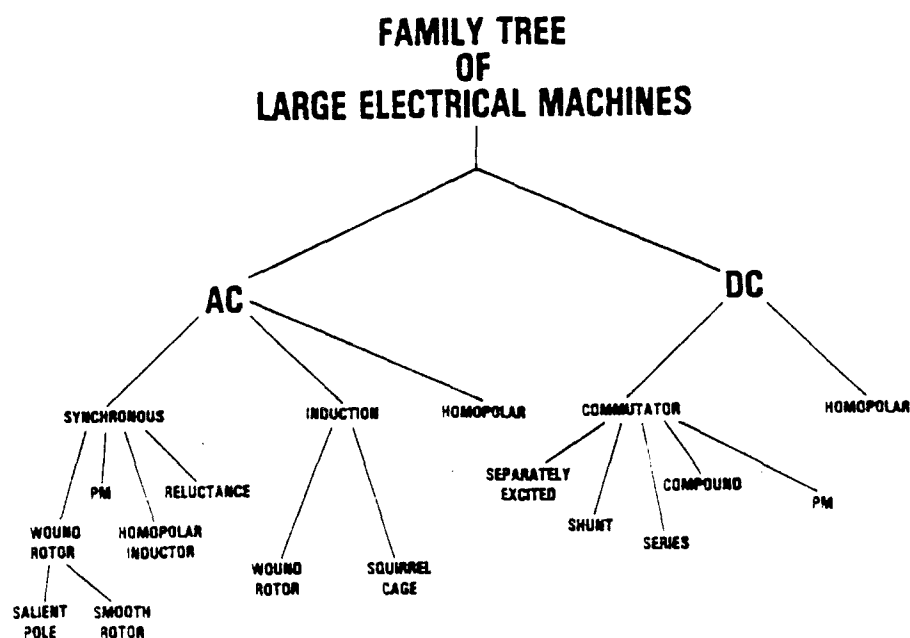 FAMILY TREE
OF
LARGE ELECTRICAL MACHINES
AC
DC
SYNCHRONOUS
INDUCTION
HOMOPOLAR
COMMUTATOR
HOMOPOLAR
PM
RELUCTANCE
SEPARATELY
EXCITED
COMPOUND
PM
WOUND
ROTOR
HOMOPOLAR
INDUCTOR
SHUNT
SERIES
WOUND
ROTOR
SQUIRREL
CAGE
SALIENT
POLE
SMOOTH
ROTOR